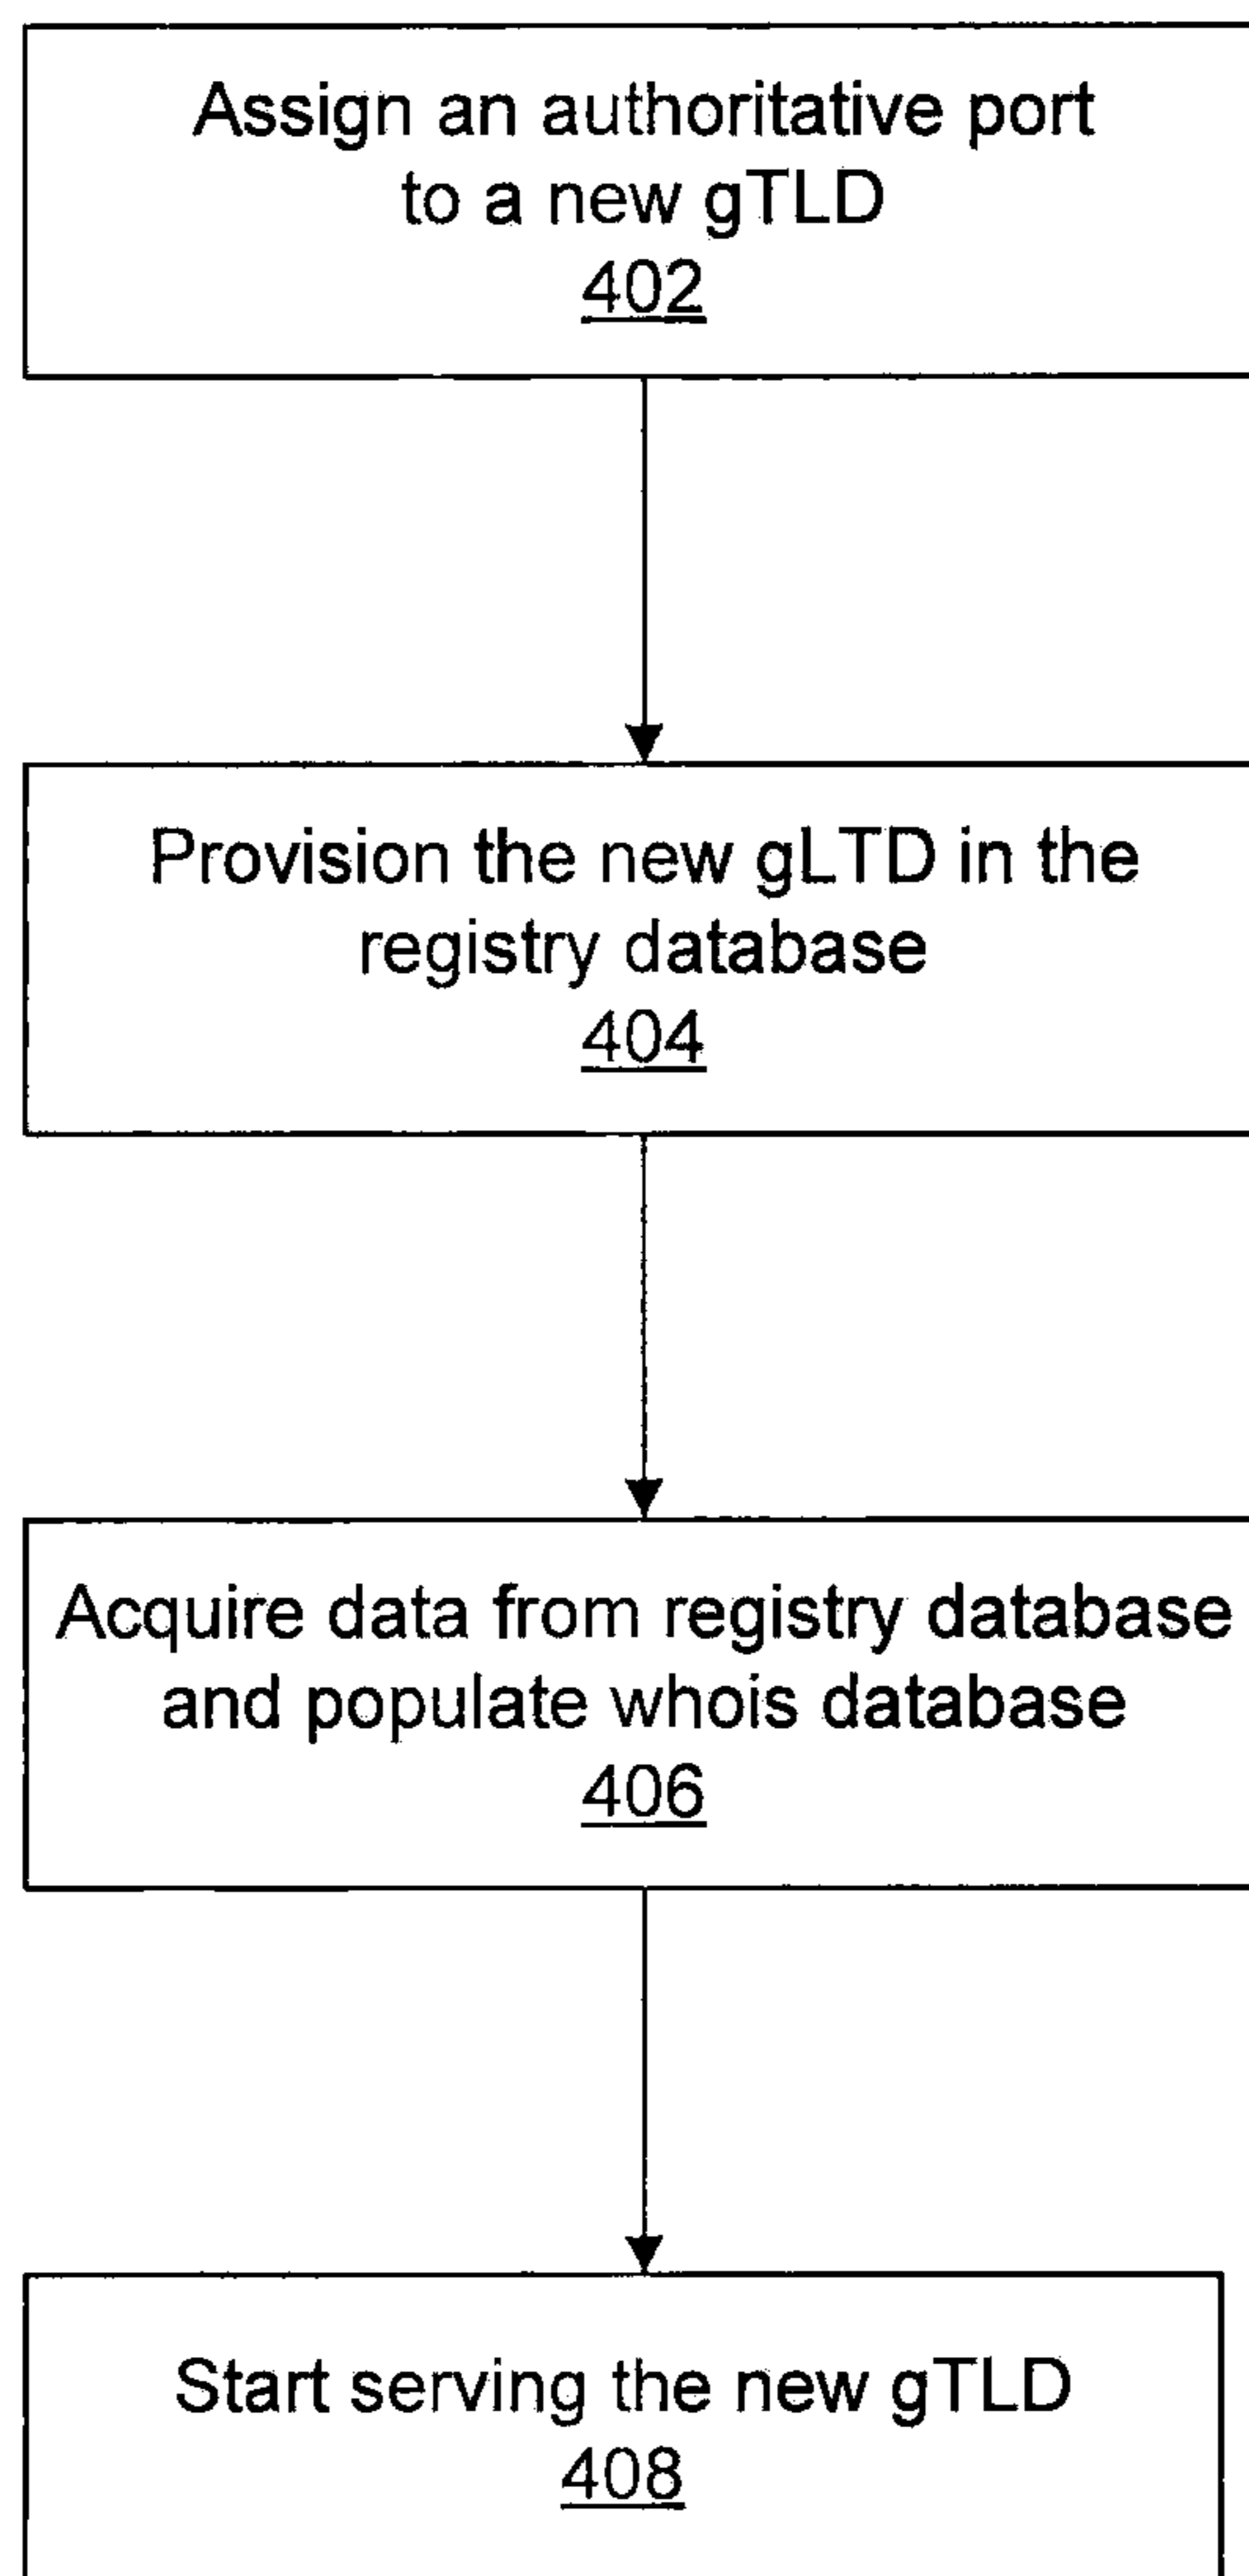 Assign an authoritative port
to a new gTLD
402
Provision the new gLTD in the
registry database
404
Acquire data from registry database
and populate whois database
406
Start serving the new gTLD
408